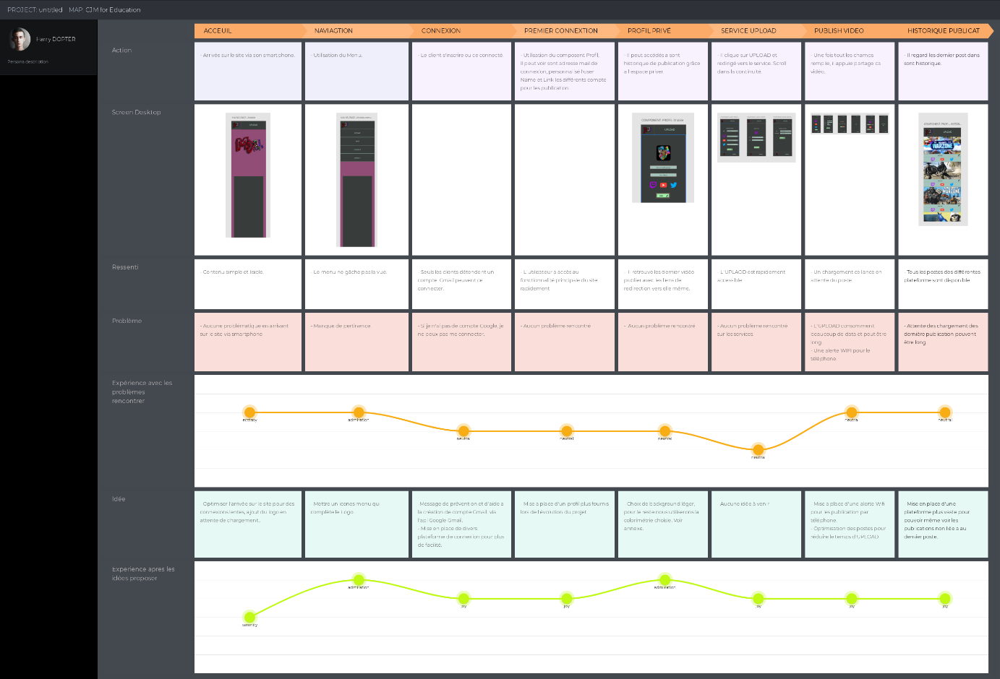 PROJECT: untitled MAP: CJM for Education
Harry DOPTER
Persona description
ACCEUIL
NAVIAGTION
CONNEXION
PREMIER CONNEXTION
PROFIL PRIVÉ
SERVICE UPLOAD
PUBLISH VIDEO
HISTORIQUE PUBLICAT
Action
- Arrivée sur le site via son smartphone.
- Utilisation du Menu.
- Le client s'inscrire ou ce connecté.
- Utilisation du composent Profil,
Il peut voir sont adresse mail de
connexion, personnalisé l'user
Name et Link les différents compte
pour les publication.
- Il peut accédés a sont
historique de publication grâce
a l'espace priver.
- Il clique sur UPLOAD et
redirigé vers le service. Scroll
dans la continuité.
- Une fois tout les champs
remplie, il appuie partage ca
vidéo.
- Il regard les dernier post dans
sont historique.
Screen Desktop
UPLOAD
UPLOAD
COMPONENT-PROFIL-Mobile
UPLOAD
UPLOAD
WARZONE
WARZONE
Ressenti
- Contenu simple et lisible.
- Le menu ne gâche pas la vue.
- Seuls les clients détendent un
compte. Gmail peuvent ce
connecter.
- L'utilisateur a accès au
fonctionnalité principale du site
rapidement
- Il retrouve les dernier vidéo
publier avec les liens de
redirection vers elle même.
- L'UPLAOD est rapidement
accessible.
- Un chargement ce lance en
attente du poste.
- Tous les postes des différentes
plateforme sont disponible.
Problème
- Aucune problématique en arrivant
sur le site via smartphone
- Manque de pertinence.
- Si je n'ai pas de compte Google, je
ne peux pas me connecter.
- Aucun problème rencontré
- Aucun problème rencontré
- Aucun problème rencontré
sur les services.
- L'UPLOAD consomment
beaucoup de data et peut être
long.
- Une alerte WIFI pour le
téléphone.
- Attente des chargement des
dernière publication peuvent
être long.
Expérience avec les
problèmes
rencontrer
ecstasy
admiration
neutral
neutral
neutral
neutral
neutral
neutral
Idée
- Optimiser l'arrivée sur le site pour des
connexions lentes, ajout du logo en
attente de chargement..
- Mettre un icones menu qu
complète le Logo.
- Message de prévention et d'aide a
la création de compte Gmail. via
l'api Google Gmail.
- Mise en place de divers
plateforme de connexion pour plus
de facilité.
- Mise a place d'un profil plus fournis
lors de l'évolution du projet.
- Choix de background léger,
pour le reste nous utiliserons la
colorimétrie choisie. Voir
annexe.
- Aucune idée à venir
- Mise a place d'une alerte Wifi
pour les publication par
téléphone.
- Optimisation des postes pour
réduire le temps d'UPLOAD.
- Mise en place d'une
plateforme plus vaste pour
pouvoir même voir les
publications non liée a au
dernier poste.
Experience apres les
idées proposer
serenity
admiration
joy
joy
admiration
joy
joy
joy